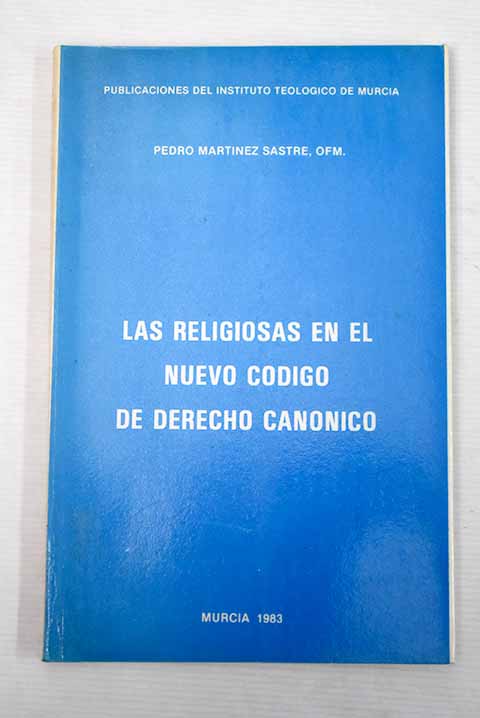 PUBLICACIONES DEL INSTITUTO TEOLOGICO DE MURCIA
PEDRO MARTINEZ SASTRE, OFM.
LAS RELIGIOSAS EN EL
NUEVO CODIGO
DE DERECHO CANONICO
MURCIA 1983